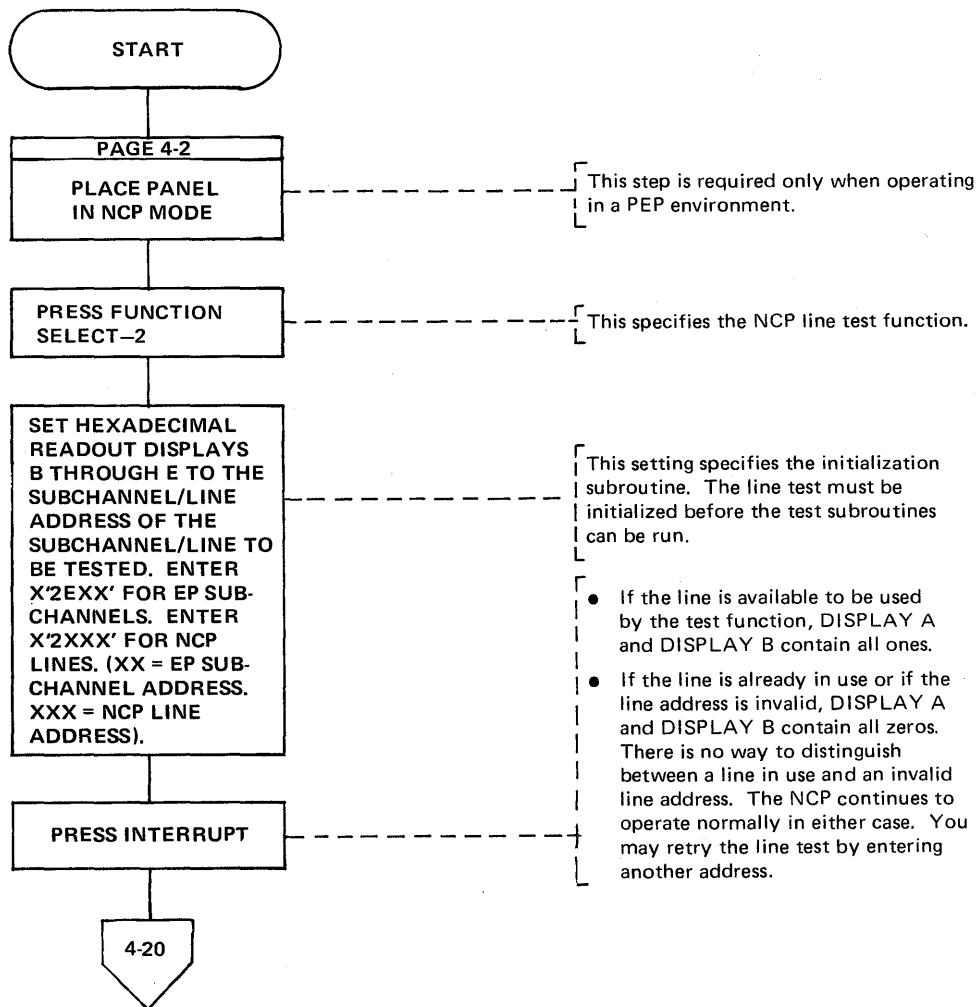 START
PAGE 4-2
PLACE PANEL
IN NCP MODE
This step is required only when operating
in a PEP environment.
PRESS FUNCTION
SELECT—2
This specifies the NCP line test function.
SET HEXADECIMAL
READOUT DISPLAYS
B THROUGH E TO THE
SUBCHANNEL/LINE
ADDRESS OF THE
SUBCHANNEL/LINE TO
BE TESTED. ENTER
X'2EXX' FOR EP SUB-
CHANNELS. ENTER
X'2XXX' FOR NCP
LINES. (XX = EP SUB-
CHANNEL ADDRESS.
XXX = NCP LINE
ADDRESS).
This setting specifies the initialization
subroutine. The line test must be
initialized before the test subroutines
can be run.
PRESS INTERRUPT
● If the line is available to be used
by the test function, DISPLAY A
and DISPLAY B contain all ones.
● If the line is already in use or if the
line address is invalid, DISPLAY A
and DISPLAY B contain all zeros.
There is no way to distinguish
between a line in use and an invalid
line address. The NCP continues to
operate normally in either case. You
may retry the line test by entering
another address.
4-20